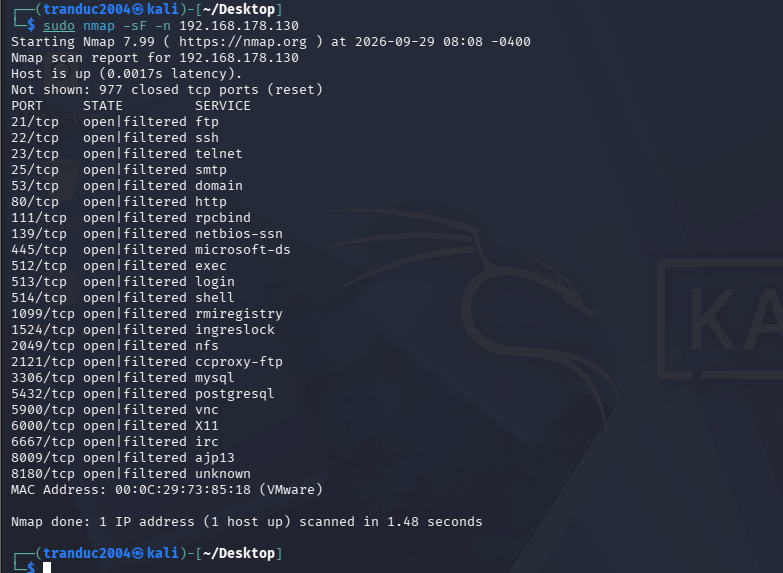 ┌──(tranduc2004㉿kali)-[~/Desktop]
└─$ sudo nmap -sF -n 192.168.178.130
Starting Nmap 7.99 ( https://nmap.org ) at 2026-09-29 08:08 -0400
Nmap scan report for 192.168.178.130
Host is up (0.0017s latency).
Not shown: 977 closed tcp ports (reset)
PORT     STATE         SERVICE
21/tcp   open|filtered ftp
22/tcp   open|filtered ssh
23/tcp   open|filtered telnet
25/tcp   open|filtered smtp
53/tcp   open|filtered domain
80/tcp   open|filtered http
111/tcp  open|filtered rpcbind
139/tcp  open|filtered netbios-ssn
445/tcp  open|filtered microsoft-ds
512/tcp  open|filtered exec
513/tcp  open|filtered login
514/tcp  open|filtered shell
1099/tcp open|filtered rmiregistry
1524/tcp open|filtered ingreslock
2049/tcp open|filtered nfs
2121/tcp open|filtered ccproxy-ftp
3306/tcp open|filtered mysql
5432/tcp open|filtered postgresql
5900/tcp open|filtered vnc
6000/tcp open|filtered X11
6667/tcp open|filtered irc
8009/tcp open|filtered ajp13
8180/tcp open|filtered unknown
MAC Address: 00:0C:29:73:85:18 (VMware)
Nmap done: 1 IP address (1 host up) scanned in 1.48 seconds
┌──(tranduc2004㉿kali)-[~/Desktop]
└─$
KA